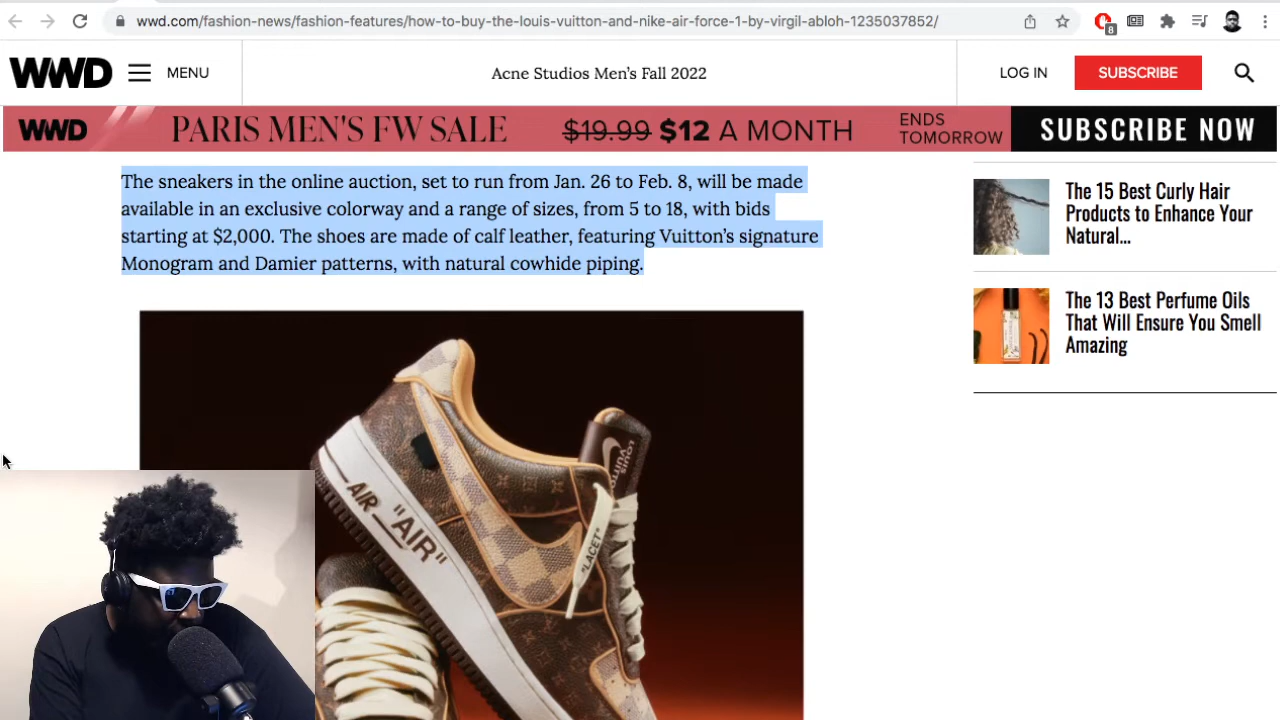 wwd.com/fashion-news/fashion-features/how-to-buy-the-louis-vuitton-and-nike-air-force-1-by-virgil-abloh-1235037852/
8
WWD
MENU
Acne Studios Men’s Fall 2022
LOG IN
SUBSCRIBE
WWD
PARIS MEN'S FW SALE
$19.99 $12 A MONTH
ENDS
TOMORROW
SUBSCRIBE NOW
The sneakers in the online auction, set to run from Jan. 26 to Feb. 8, will be made
available in an exclusive colorway and a range of sizes, from 5 to 18, with bids
starting at $2,000. The shoes are made of calf leather, featuring Vuitton’s signature
Monogram and Damier patterns, with natural cowhide piping.
The 15 Best Curly Hair
Products to Enhance Your
Natural...
The 13 Best Perfume Oils
That Will Ensure You Smell
Amazing
LOUIS
VUITTON
AIR
"AIR"
"LACET"